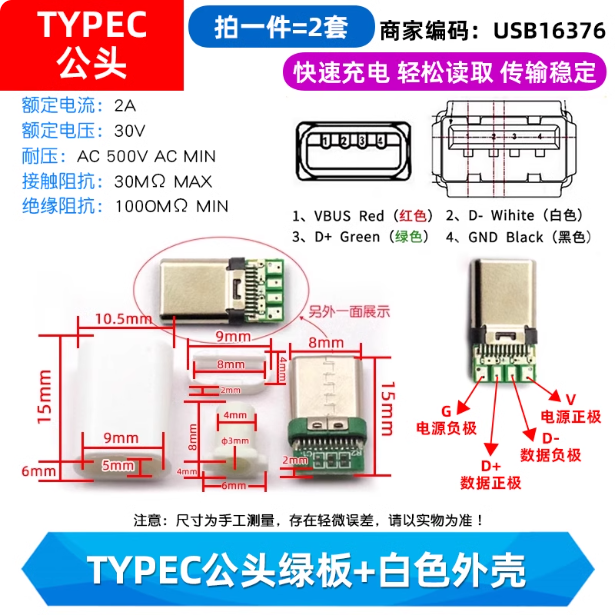 TYPEC
公头
拍一件=2套
商家编码：USB16376
快速充电 轻松读取 传输稳定
额定电流：2A
额定电压：30V
耐压：AC 500V AC MIN
接触阻抗：30MΩ MAX
绝缘阻抗：100OMΩ MIN
1 2 3 4
1 2 3 4
1、VBUS Red（红色） 2、D- Wihite（白色）
3、D+ Green（绿色） 4、GND Black（黑色）
另外一面展示
10.5mm
15mm
9mm
5mm
6mm
9mm
8mm
4mm
2mm
8mm
4mm
ф3mm
4mm
6mm
8mm
15mm
2mm
G
电源负极
V
电源正极
D-
数据负极
D+
数据正极
注意：尺寸为手工测量，存在轻微误差，请以实物为准！
TYPEC公头绿板+白色外壳